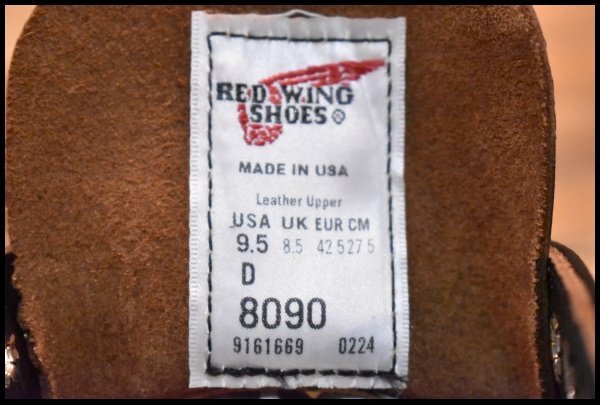 RED WING
SHOES
MADE IN USA
Leather Upper
USA UK EUR CM
9.5 8.5 42.5 27.5
D
8090
9161669 0224